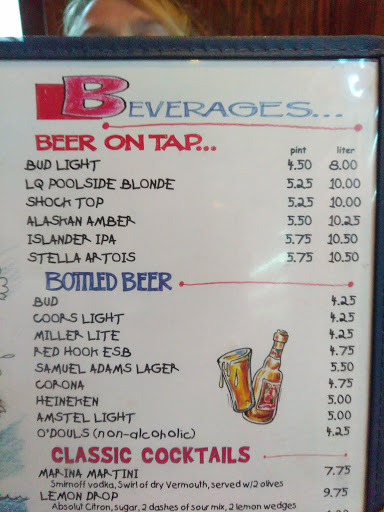 BEVERAGES...
BEER ON TAP... pint liter
BUD LIGHT 4.50 8.00
LQ POOLSIDE BLONDE 5.25 10.00
SHOCK TOP 5.25 10.00
ALASKAN AMBER 5.50 10.25
ISLANDER IPA 5.75 10.50
STELLA ARTOIS 5.75 10.50
BOTTLED BEER
BUD 4.25
COORS LIGHT 4.25
MILLER LITE 4.25
RED HOOK ESB 4.75
SAMUEL ADAMS LAGER 5.50
CORONA 4.75
HEINEKEN 5.00
AMSTEL LIGHT 5.00
O'DOULS (non-alcoholic) 4.25
CLASSIC COCKTAILS
MARINA MARTINI 7.75
Smirnoff vodka, Swirl of dry Vermouth, served w/2 olives
LEMON DROP 9.75
Absolut Citron, sugar, 2 dashes of sour mix, 2 lemon wedges